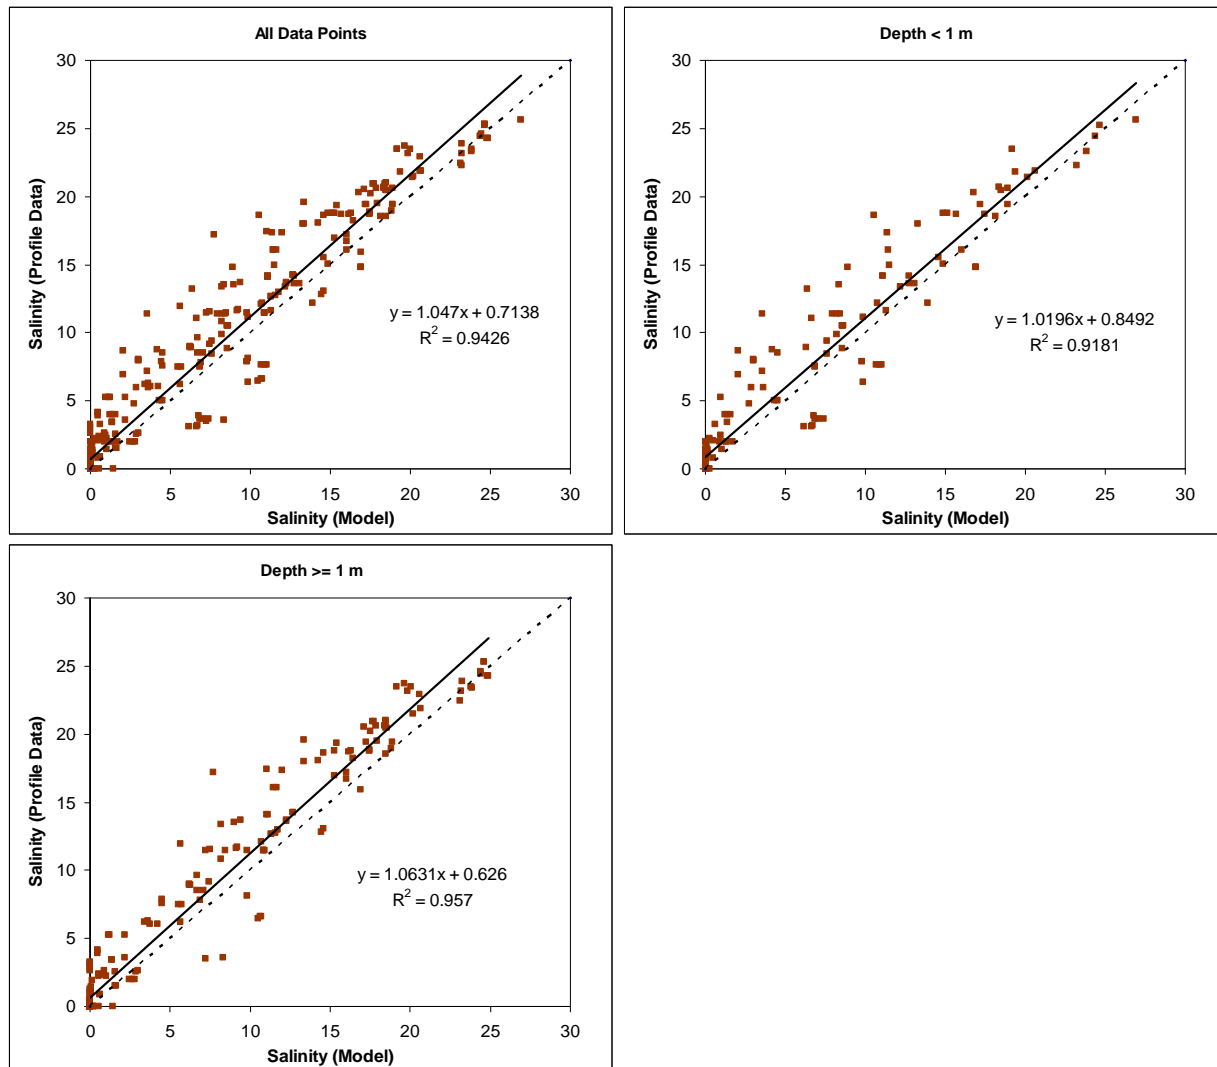 All Data Points
30
25
20
15
10
5
0
Salinity (Profile Data)
y = 1.047x + 0.7138
R² = 0.9426
0 5 10 15 20 25 30
Salinity (Model)
Depth < 1 m
30
25
20
15
10
5
0
Salinity (Profile Data)
y = 1.0196x + 0.8492
R² = 0.9181
0 5 10 15 20 25 30
Salinity (Model)
Depth >= 1 m
30
25
20
15
10
5
0
Salinity (Profile Data)
y = 1.0631x + 0.626
R² = 0.957
0 5 10 15 20 25 30
Salinity (Model)